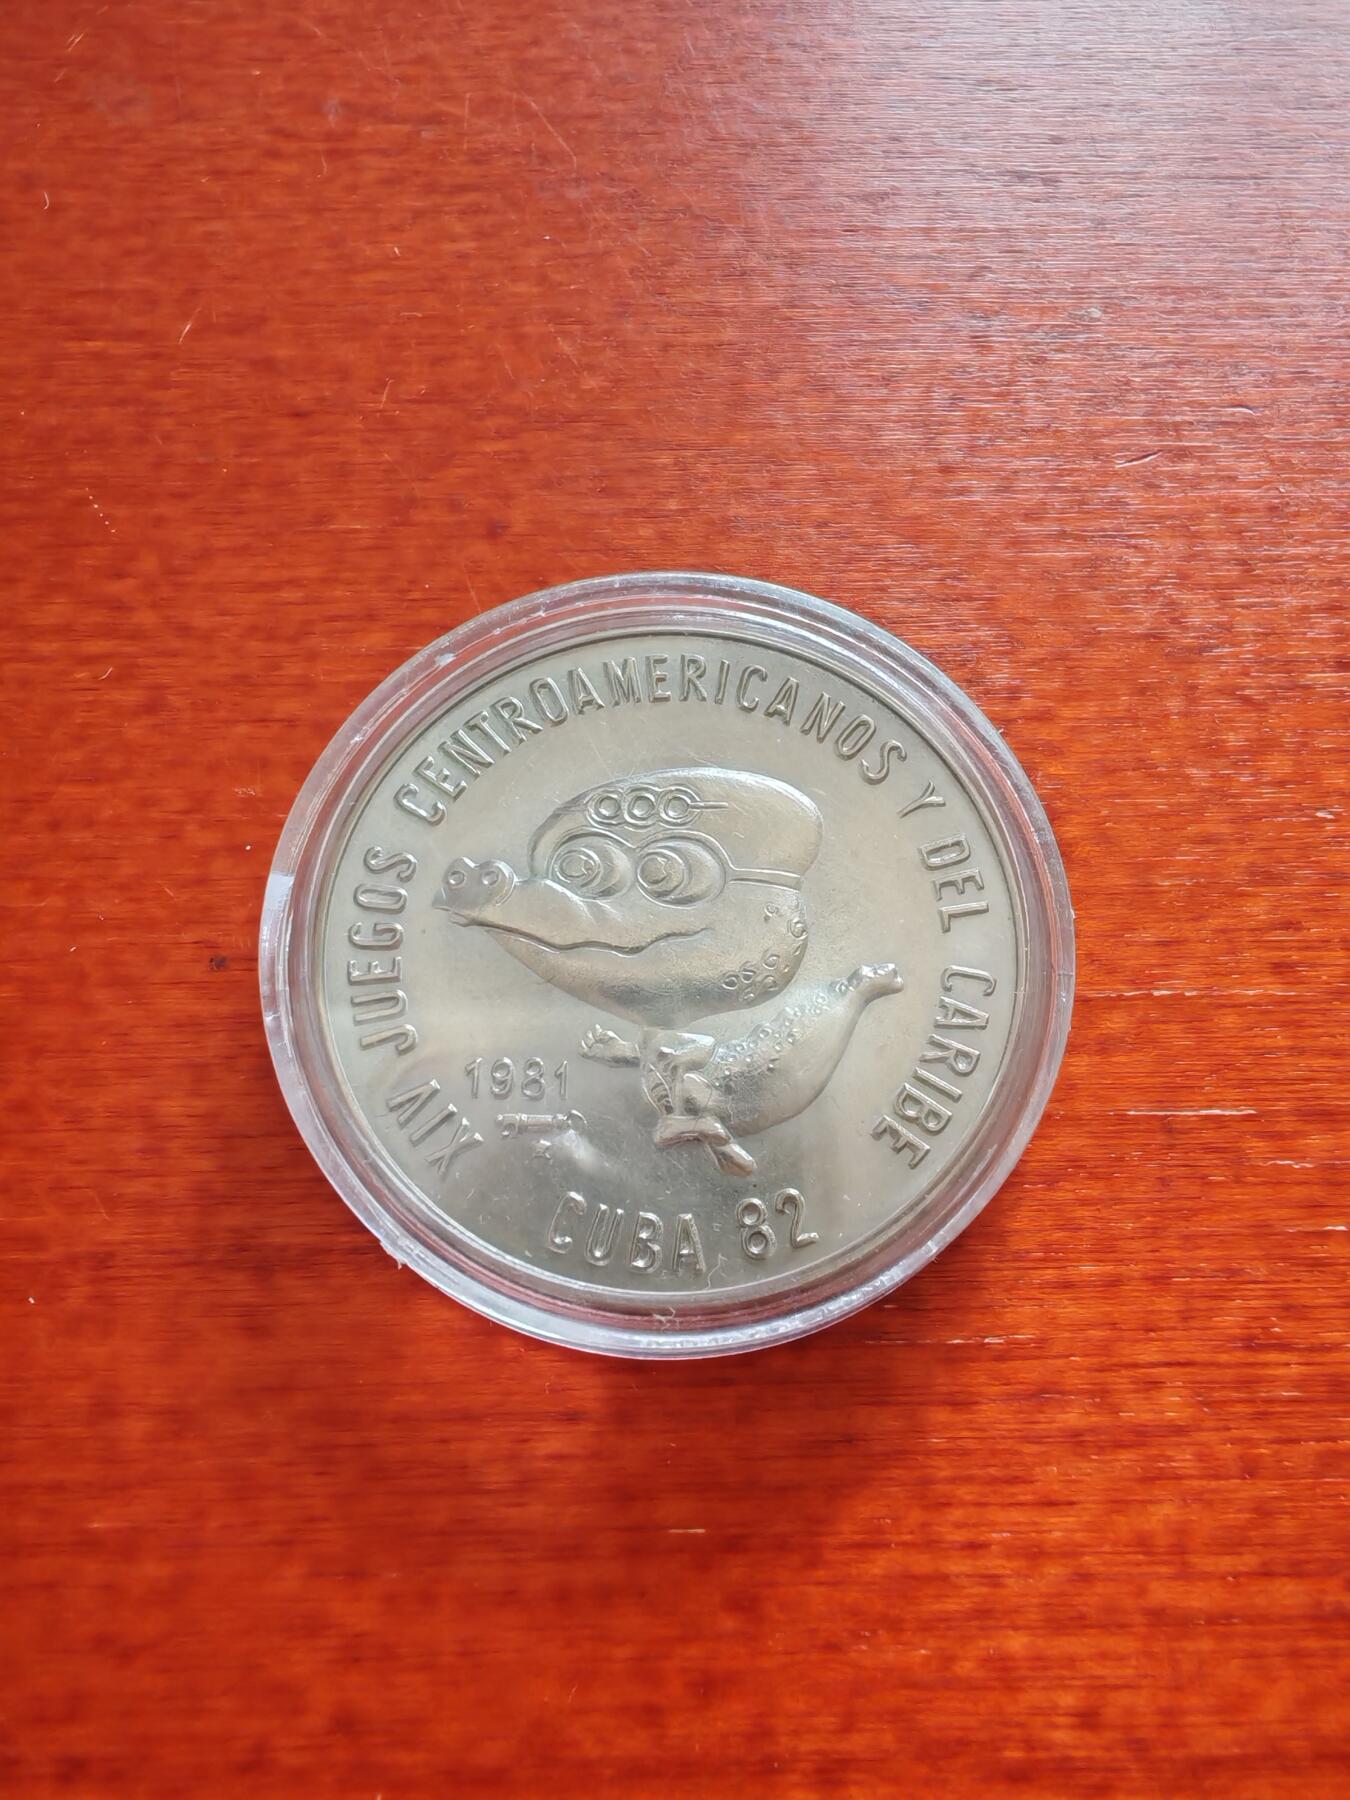 XIV JUEGOS CENTROAMERICANOS Y DEL CARIBE
1981
CUBA 82